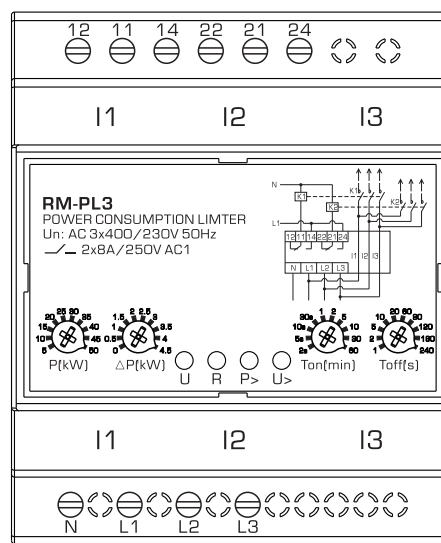 12 11 14 22 21 24
I1 I2 I3
RM-PL3
POWER CONSUMPTION LIMTER
Un: AC 3x400/230V 50Hz
2x8A/250V AC1
N
K1
K1
K2
K2
L1
12 11 14 22 21 24
I1 I2 I3
N L1 L2 L3
5 10 15 20 25 30 35 40 45 50
P(kW)
0 0.5 1 1.5 2 2.5 3 3.5 4 4.5
△P(kW)
U R P> U>
2s 5s 10s 30s 1 2 5 10 30 60
Ton(min)
1 2 5 10 20 60 90 120 180 240
Toff(s)
I1 I2 I3
N L1 L2 L3